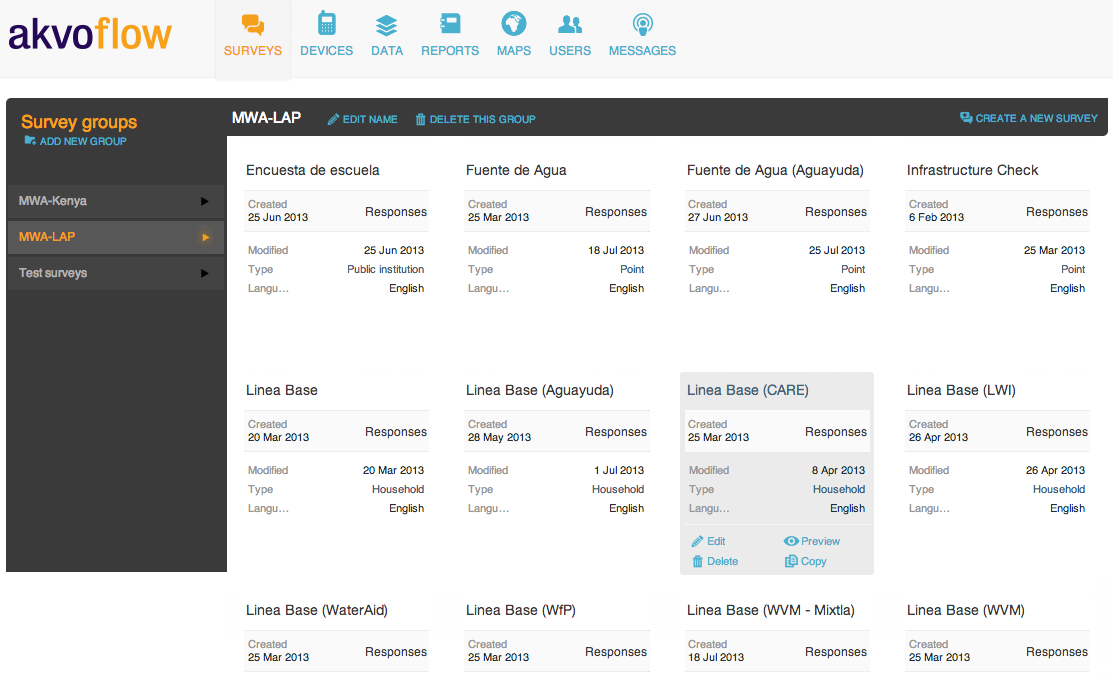 akvoflow
SURVEYS DEVICES DATA REPORTS MAPS USERS MESSAGES
Survey groups
ADD NEW GROUP
MWA-Kenya
MWA-LAP
Test surveys
MWA-LAP EDIT NAME DELETE THIS GROUP CREATE A NEW SURVEY
Encuesta de escuela
Created
25 Jun 2013 Responses
Modified 25 Jun 2013
Type Public institution
Langu... English
Fuente de Agua
Created
25 Mar 2013 Responses
Modified 18 Jul 2013
Type Point
Langu... English
Fuente de Agua (Aguayuda)
Created
27 Jun 2013 Responses
Modified 25 Jul 2013
Type Point
Langu... English
Infrastructure Check
Created
6 Feb 2013 Responses
Modified 25 Mar 2013
Type Point
Langu... English
Linea Base
Created
20 Mar 2013 Responses
Modified 20 Mar 2013
Type Household
Langu... English
Linea Base (Aguayuda)
Created
28 May 2013 Responses
Modified 1 Jul 2013
Type Household
Langu... English
Linea Base (CARE)
Created
25 Mar 2013 Responses
Modified 8 Apr 2013
Type Household
Langu... English
Edit Preview
Delete Copy
Linea Base (LWI)
Created
26 Apr 2013 Responses
Modified 26 Apr 2013
Type Household
Langu... English
Linea Base (WaterAid)
Created
25 Mar 2013 Responses
Linea Base (WfP)
Created
25 Mar 2013 Responses
Linea Base (WVM - Mixtla)
Created
18 Jul 2013 Responses
Linea Base (WVM)
Created
25 Mar 2013 Responses